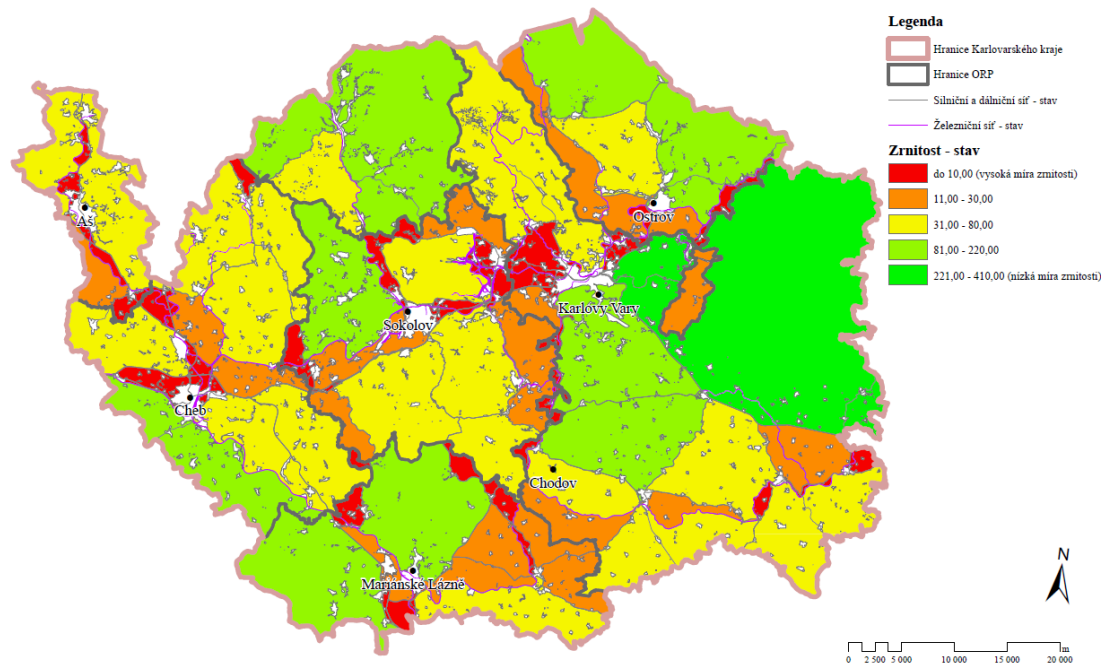 Legenda
Hranice Karlovarského kraje
Hranice ORP
Silniční a dálniční síť - stav
Železniční síť - stav
Zrnitost - stav
do 10,00 (vysoká míra zrnitosti)
11,00 - 30,00
31,00 - 80,00
81,00 - 220,00
221,00 - 410,00 (nízká míra zrnitosti)
Aš
Ostrov
Karlovy Vary
Sokolov
Cheb
Chodov
Mariánské Lázně
N
m
0 2 500 5 000 10 000 15 000 20 000